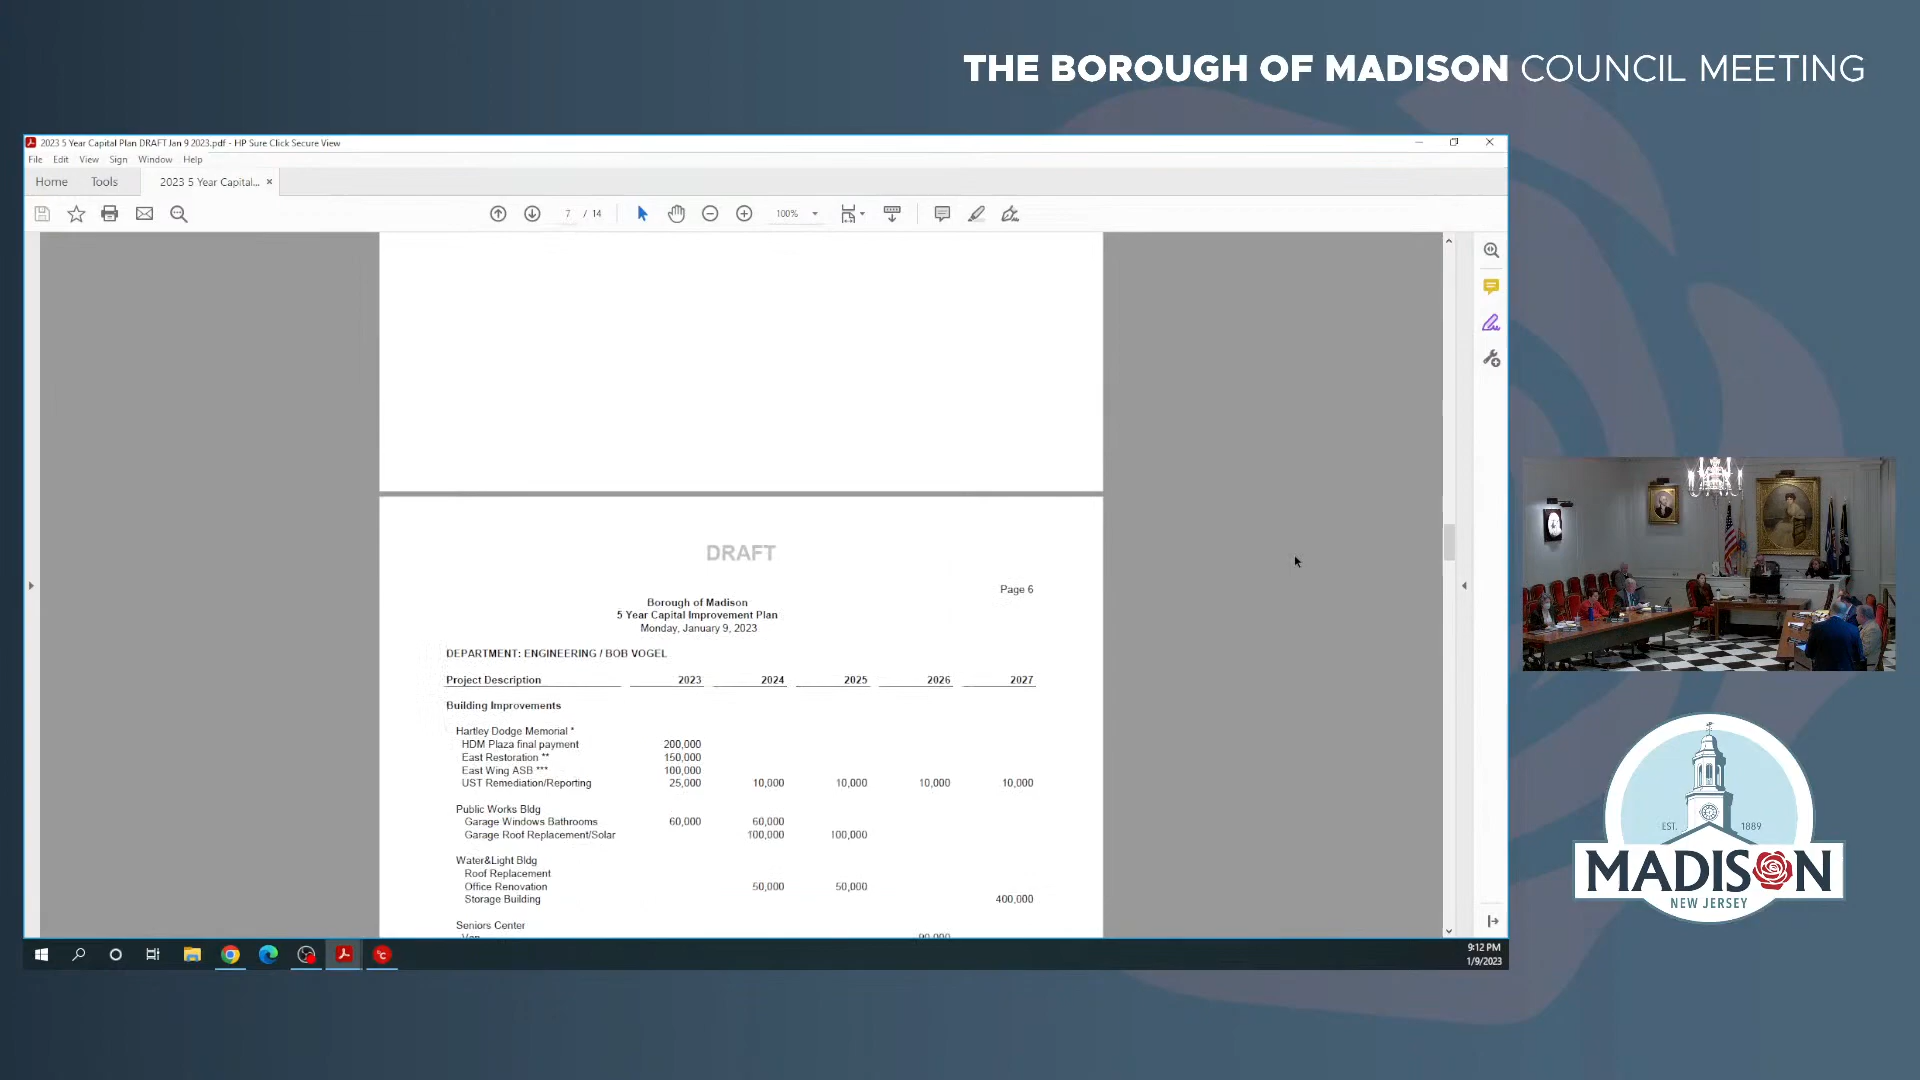 THE BOROUGH OF MADISON COUNCIL MEETING
2023 5 Year Capital Plan DRAFT Jan 9 2023.pdf - HP Sure Click Secure View
File Edit View Sign Window Help
Home Tools 2023 5 Year Capital... ×
7 / 14 100%
DRAFT
Page 6
Borough of Madison
5 Year Capital Improvement Plan
Monday, January 9, 2023
DEPARTMENT: ENGINEERING / BOB VOGEL
Project Description 2023 2024 2025 2026 2027
Building Improvements
Hartley Dodge Memorial *
HDM Plaza final payment 200,000
East Restoration ** 150,000
East Wing ASB *** 100,000
UST Remediation/Reporting 25,000 10,000 10,000 10,000 10,000
Public Works Bldg
Garage Windows Bathrooms 60,000 60,000
Garage Roof Replacement/Solar 100,000 100,000
Water&Light Bldg
Roof Replacement
Office Renovation 50,000 50,000
Storage Building 400,000
Seniors Center
9:12 PM
1/9/2023
EST. 1889
MADISON
NEW JERSEY